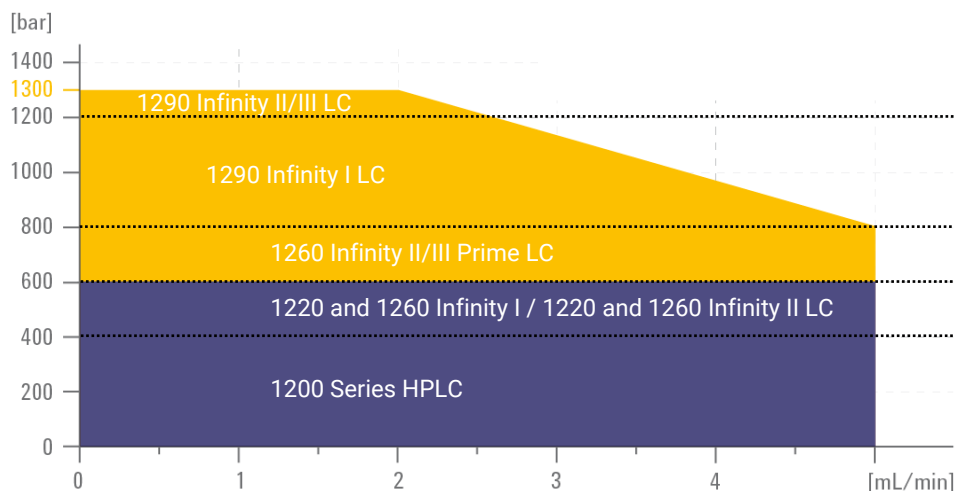 [bar]
1400
1300
1290 Infinity II/III LC
1200
1290 Infinity I LC
1000
800
1260 Infinity II/III Prime LC
600
1220 and 1260 Infinity I / 1220 and 1260 Infinity II LC
400
1200 Series HPLC
200
0
0 1 2 3 4 [mL/min]